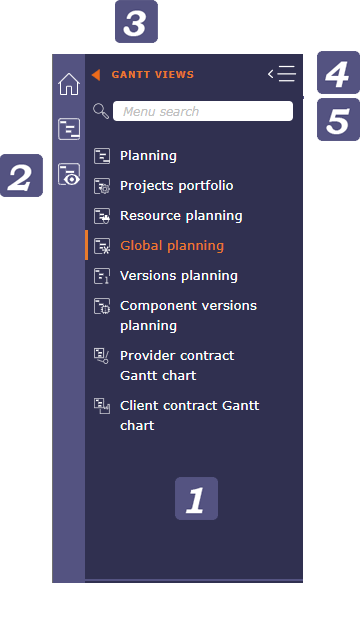 3
GANTT VIEWS
4
Menu search
5
Planning
2
Projects portfolio
Resource planning
Global planning
Versions planning
Component versions
planning
Provider contract
Gantt chart
Client contract Gantt
chart
1